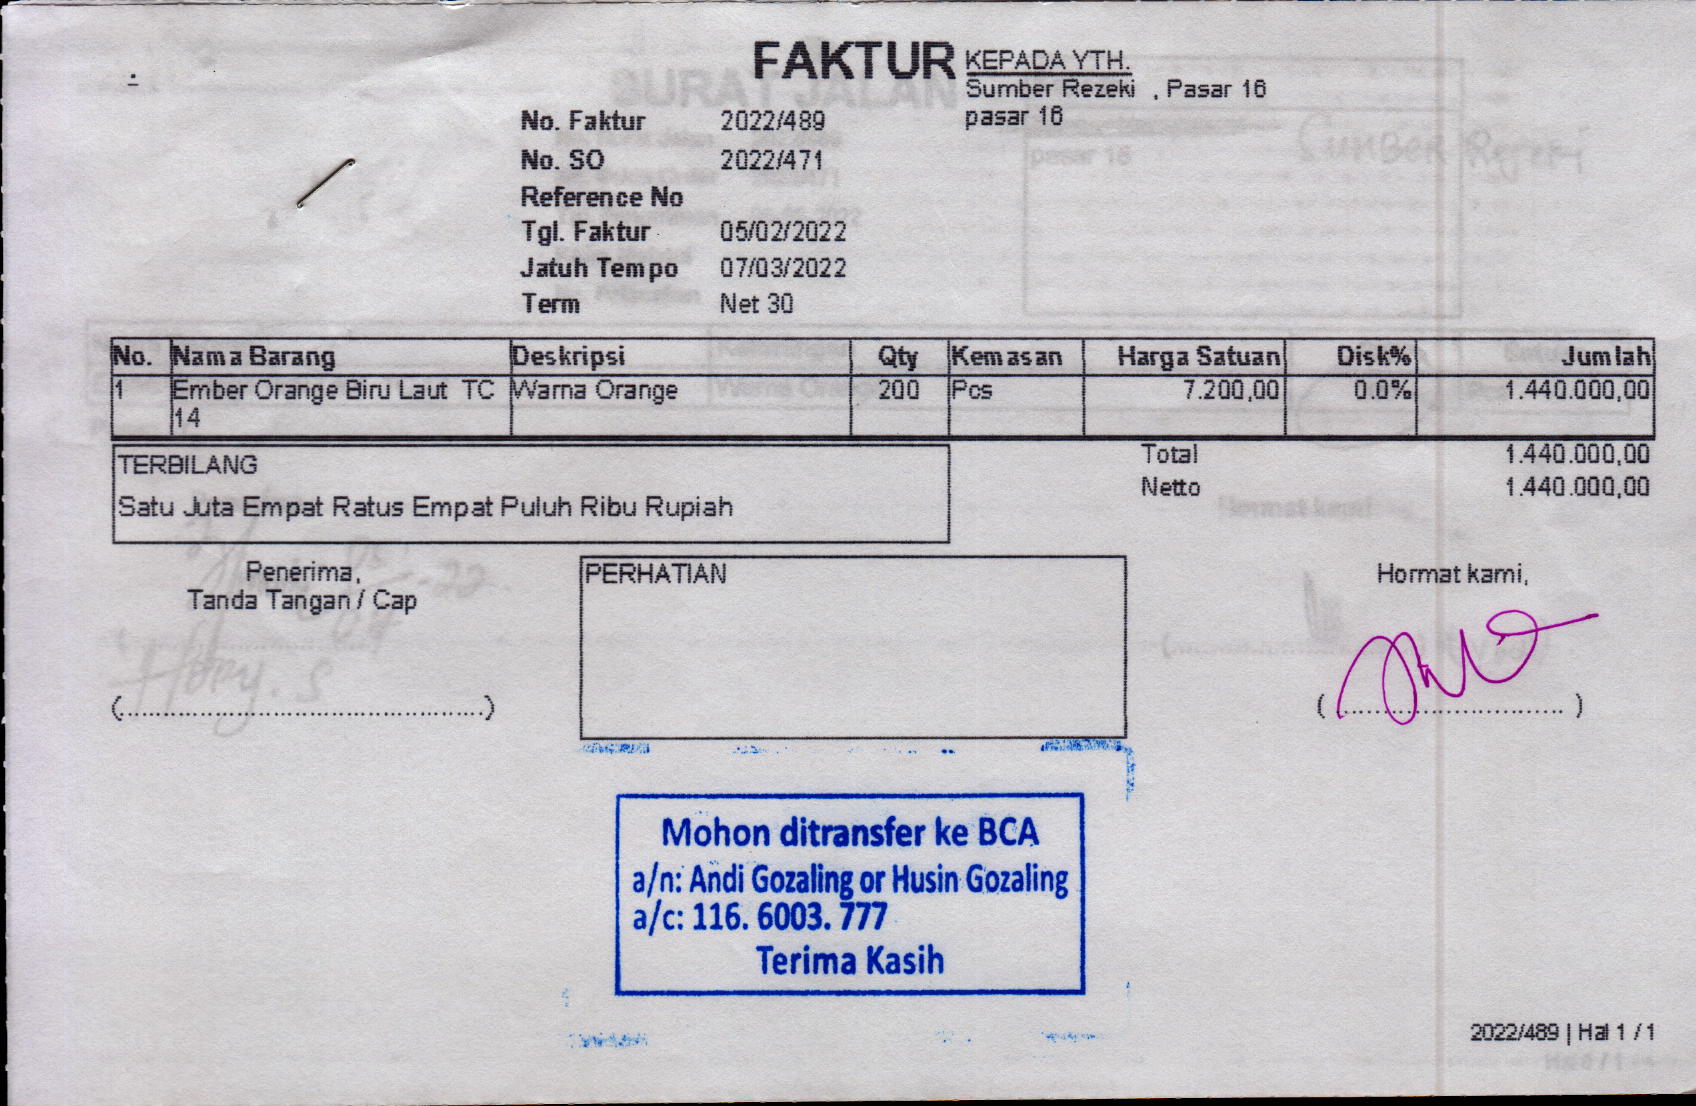 FAKTUR
KEPADA YTH.
Sumber Rezeki , Pasar 16
pasar 16
No. Faktur 2022/489
No. SO 2022/471
Reference No
Tgl. Faktur 05/02/2022
Jatuh Tempo 07/03/2022
Term Net 30
No. Nama Barang Deskripsi Qty Kemasan Harga Satuan Disk% Jumlah
1 Ember Orange Biru Laut TC Warna Orange 200 Pcs 7.200,00 0.0% 1.440.000,00
14
Total 1.440.000,00
Netto 1.440.000,00
TERBILANG
Satu Juta Empat Ratus Empat Puluh Ribu Rupiah
Penerima,
Tanda Tangan / Cap
(..................................................)
PERHATIAN
Hormat kami,
(.................................)
Mohon ditransfer ke BCA
a/n: Andi Gozaling or Husin Gozaling
a/c: 116. 6003. 777
Terima Kasih
2022/489 | Hal 1 / 1